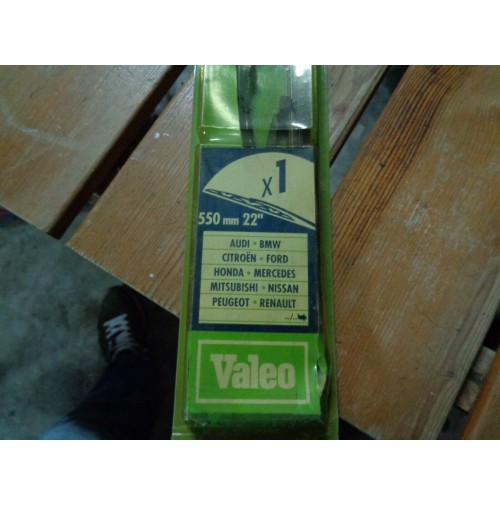 x1
550 mm 22"
AUDI • BMW
CITROËN • FORD
HONDA • MERCEDES
MITSUBISHI • NISSAN
PEUGEOT • RENAULT
.../...
Valeo